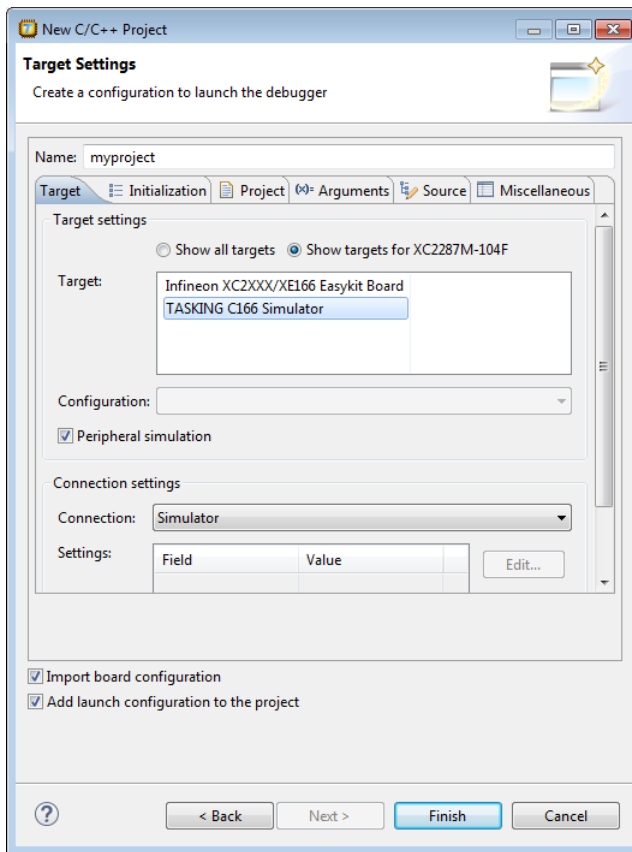 New C/C++ Project
Target Settings
Create a configuration to launch the debugger
Name: myproject
Target Initialization Project (x)= Arguments Source Miscellaneous
Target settings
Show all targets Show targets for XC2287M-104F
Target: Infineon XC2XXX/XE166 Easykit Board
TASKING C166 Simulator
Configuration:
Peripheral simulation
Connection settings
Connection: Simulator
Settings: Field Value Edit...
Import board configuration
Add launch configuration to the project
? < Back Next > Finish Cancel